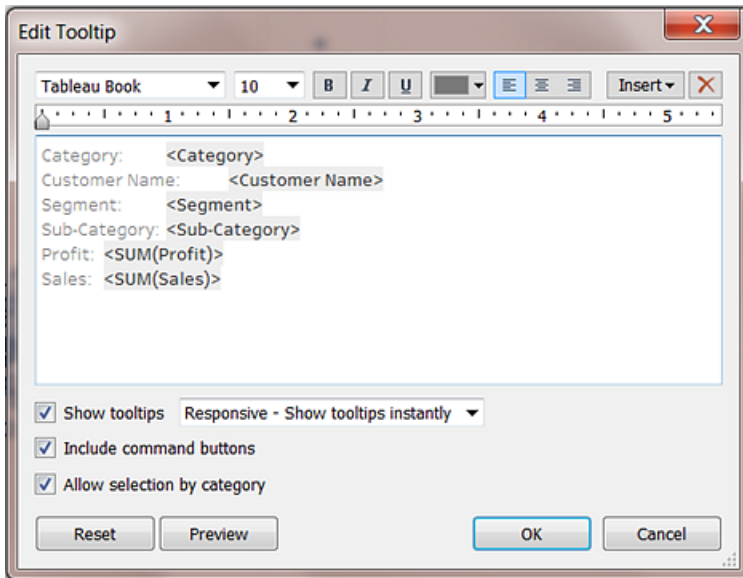 Edit Tooltip
Tableau Book 10 B I U Insert
1 2 3 4 5
Category: <Category>
Customer Name: <Customer Name>
Segment: <Segment>
Sub-Category: <Sub-Category>
Profit: <SUM(Profit)>
Sales: <SUM(Sales)>
Show tooltips Responsive - Show tooltips instantly
Include command buttons
Allow selection by category
Reset Preview OK Cancel